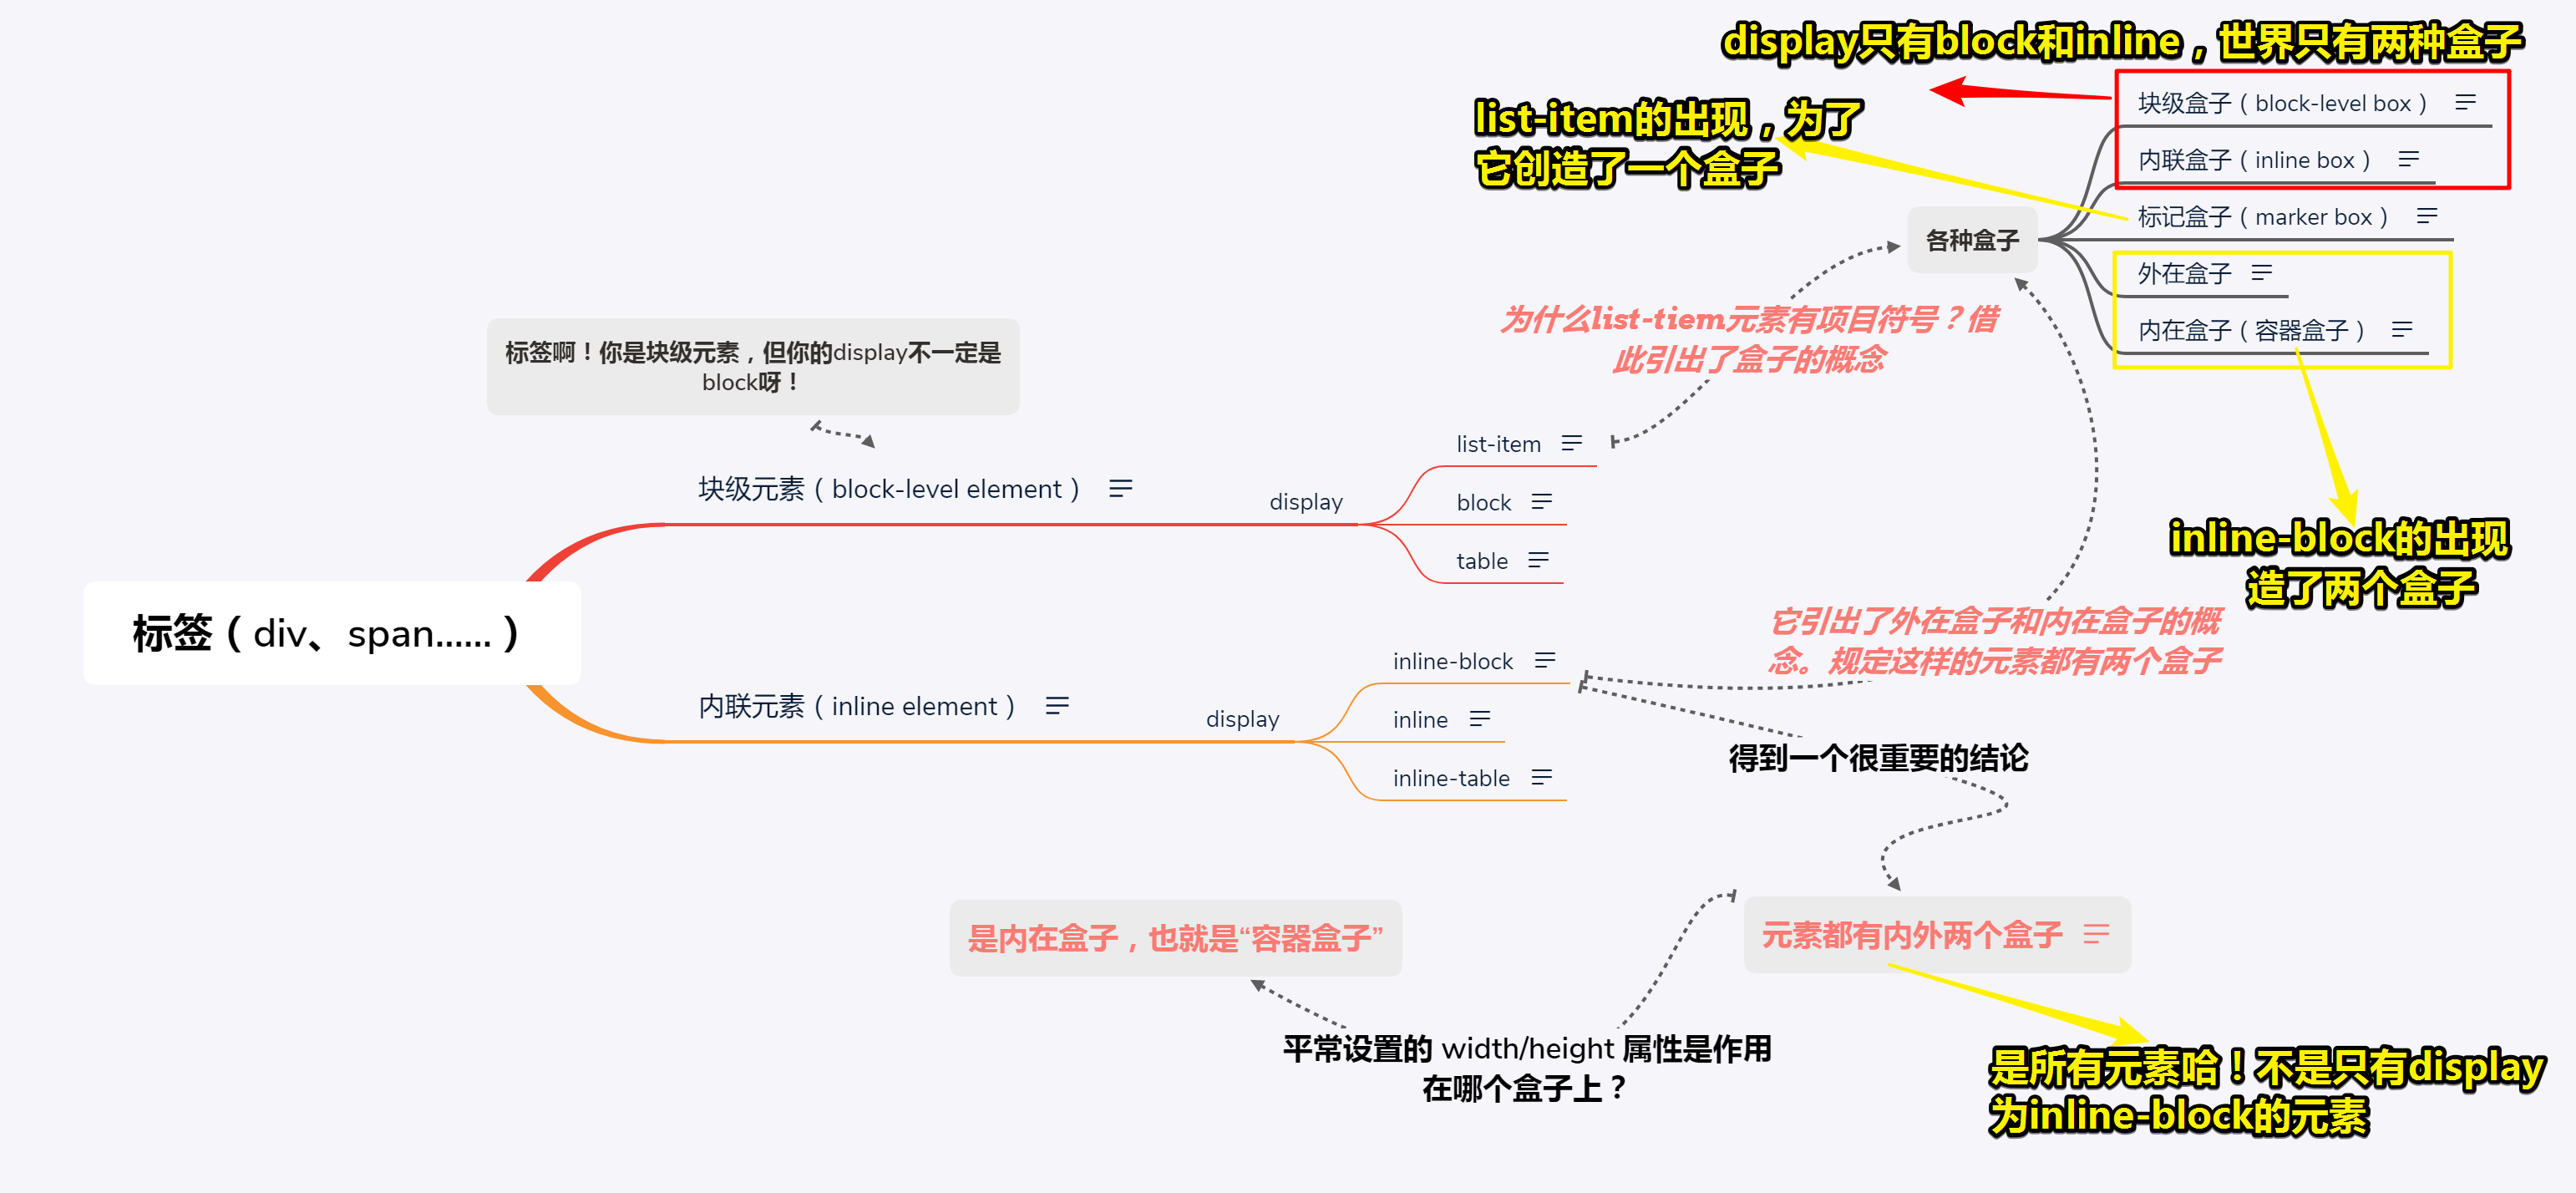 display只有block和inline，世界只有两种盒子
list-item的出现，为了
它创造了一个盒子
块级盒子（block-level box）
内联盒子（inline box）
标记盒子（marker box）
各种盒子
外在盒子
内在盒子（容器盒子）
为什么list-tiem元素有项目符号？借
此引出了盒子的概念
标签啊！你是块级元素，但你的display不一定是
block呀！
块级元素（block-level element）
display
list-item
block
table
inline-block的出现
造了两个盒子
标签（div、span......）
它引出了外在盒子和内在盒子的概
念。规定这样的元素都有两个盒子
内联元素（inline element）
display
inline-block
inline
inline-table
得到一个很重要的结论
是内在盒子，也就是“容器盒子”
元素都有内外两个盒子
平常设置的 width/height 属性是作用
在哪个盒子上？
是所有元素哈！不是只有display
为inline-block的元素